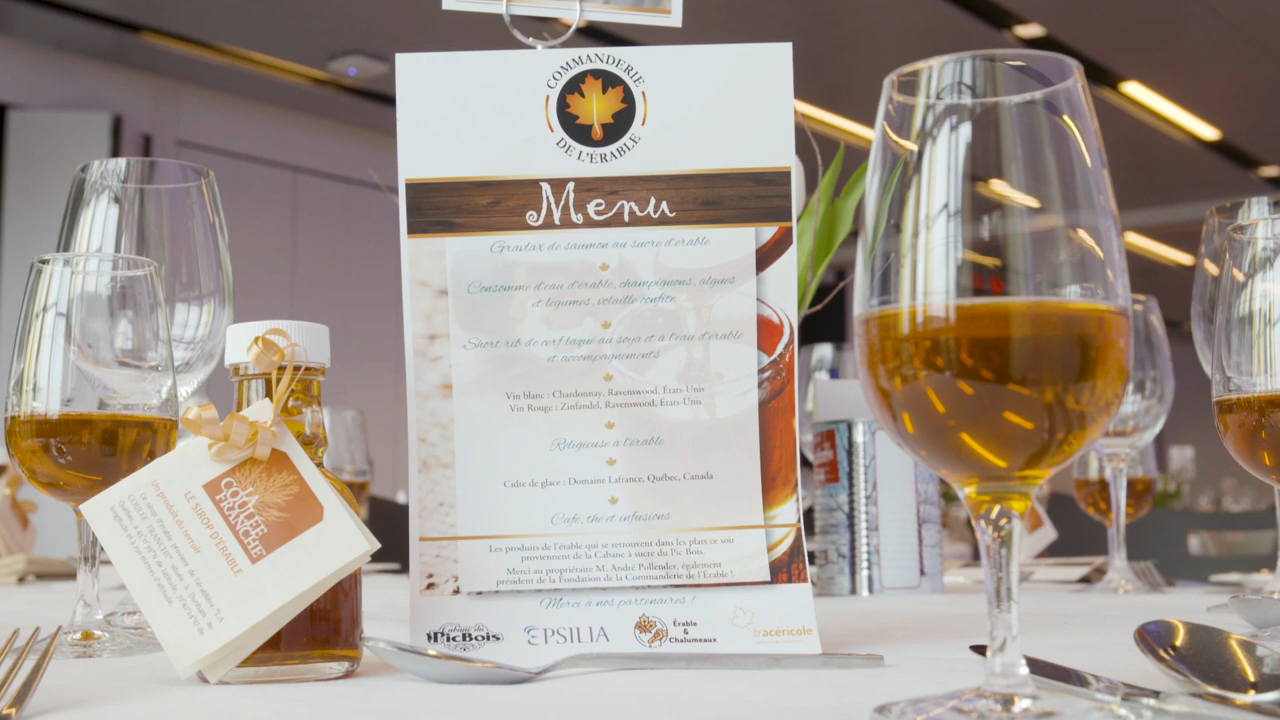 COMMANDERIE
DE L'ÉRABLE
Menu
Gravlax de saumon au sucre d'érable
Consommé d'eau d'érable, champignons, algues
et légumes, volaille confite
Short rib de cerf laqué au soya et à l'eau d'érable
et accompagnements
Vin blanc : Chardonnay, Ravenswood, États-Unis
Vin Rouge : Zinfandel, Ravenswood, États-Unis
Religieuse à l'érable
Cidre de glace : Domaine Lafrance, Québec, Canada
Café, thé et infusions
Les produits de l'érable qui se retrouvent dans les plats ce soir
proviennent de la Cabane à sucre du Pic Bois.
Merci au propriétaire M. André Pollender, également
président de la Fondation de la Commanderie de l'Érable !
Merci à nos partenaires !
Cabane du
PicBois
EPSILIA
Érable
&
Chalumeaux
tracéricole
LA
COULÉE
FRANCHE
LE SIROP D'ÉRABLE
Un produit du terroir